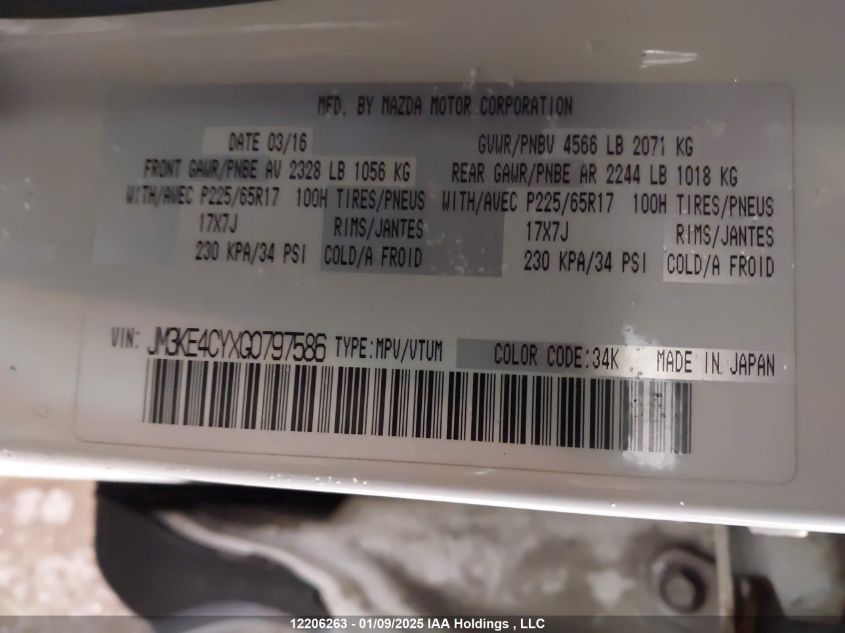 MFD. BY MAZDA MOTOR CORPORATION
DATE 03/16 GVWR/PNBV 4566 LB 2071 KG
FRONT GAWR/PNBE AV 2328 LB 1056 KG REAR GAWR/PNBE AR 2244 LB 1018 KG
WITH/AVEC P225/65R17 100H TIRES/PNEUS WITH/AVEC P225/65R17 100H TIRES/PNEUS
17X7J RIMS/JANTES 17X7J RIMS/JANTES
230 KPA/34 PSI COLD/A FROID 230 KPA/34 PSI COLD/A FROID
VIN: JM3KE4CYXG0797586 TYPE:MPV/VTUM COLOR CODE:34K MADE IN JAPAN
12206263 - 01/09/2025 IAA Holdings , LLC